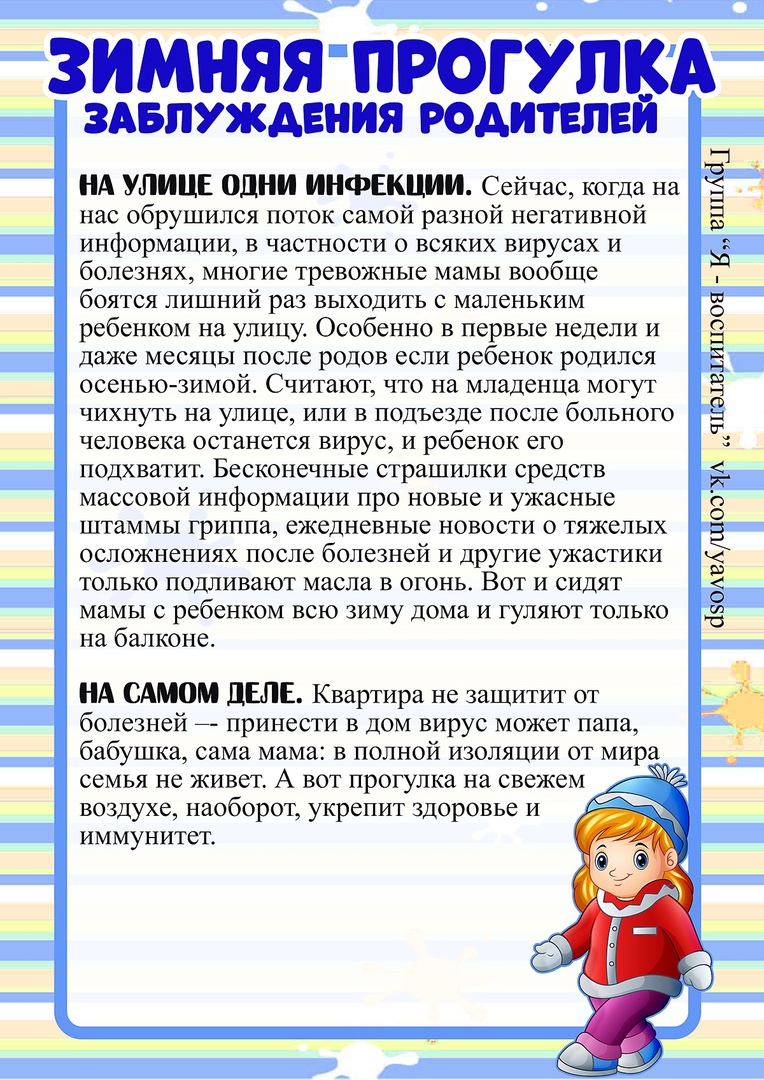 ЗИМНЯЯ ПРОГУЛКА
ЗАБЛУЖДЕНИЯ РОДИТЕЛЕЙ
НА УЛИЦЕ ОДНИ ИНФЕКЦИИ. Сейчас, когда на
нас обрушился поток самой разной негативной
информации, в частности о всяких вирусах и
болезнях, многие тревожные мамы вообще
боятся лишний раз выходить с маленьким
ребенком на улицу. Особенно в первые недели и
даже месяцы после родов если ребенок родился
осенью-зимой. Считают, что на младенца могут
чихнуть на улице, или в подъезде после больного
человека останется вирус, и ребенок его
подхватит. Бесконечные страшилки средств
массовой информации про новые и ужасные
штаммы гриппа, ежедневные новости о тяжелых
осложнениях после болезней и другие ужастики
только подливают масла в огонь. Вот и сидят
мамы с ребенком всю зиму дома и гуляют только
на балконе.
НА САМОМ ДЕЛЕ. Квартира не защитит от
болезней –- принести в дом вирус может папа,
бабушка, сама мама: в полной изоляции от мира
семья не живет. А вот прогулка на свежем
воздухе, наоборот, укрепит здоровье и
иммунитет.
Группа “Я - воспитатель” vk.com/yavosp